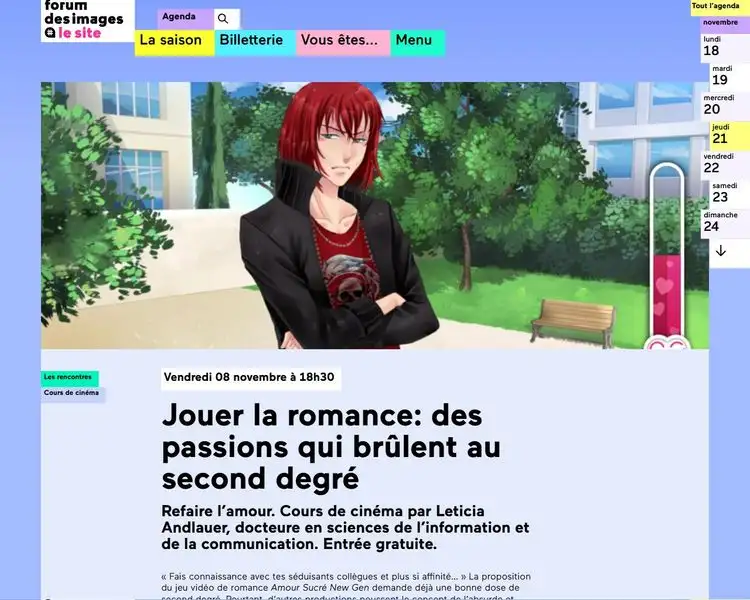 forum
des images
le site
Agenda
La saison
Billetterie
Vous êtes...
Menu
Tout l'agenda
novembre
lundi
18
mardi
19
mercredi
20
jeudi
21
vendredi
22
samedi
23
dimanche
24
Les rencontres
Cours de cinéma
Vendredi 08 novembre à 18h30
Jouer la romance: des
passions qui brûlent au
second degré
Refaire l'amour. Cours de cinéma par Leticia
Andlauer, docteure en sciences de l'information et
de la communication. Entrée gratuite.
« Fais connaissance avec tes séduisants collègues et plus si affinité... » La proposition
du jeu vidéo de romance Amour Sucré New Gen demande déjà une bonne dose de
second degré. Pourtant, d'autres productions poussent le concept de l'absurde et